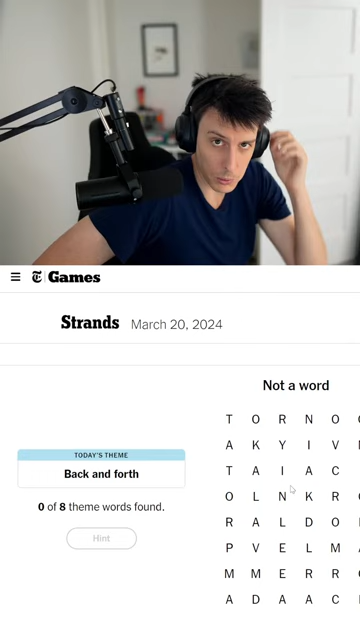 Games
Strands March 20, 2024
Not a word
TODAY'S THEME
Back and forth
0 of 8 theme words found.
Hint
T O R N O
A K Y I V
T A I A C
O L N K R
R A L D O
P V E L M
M M E R R
A D A A C